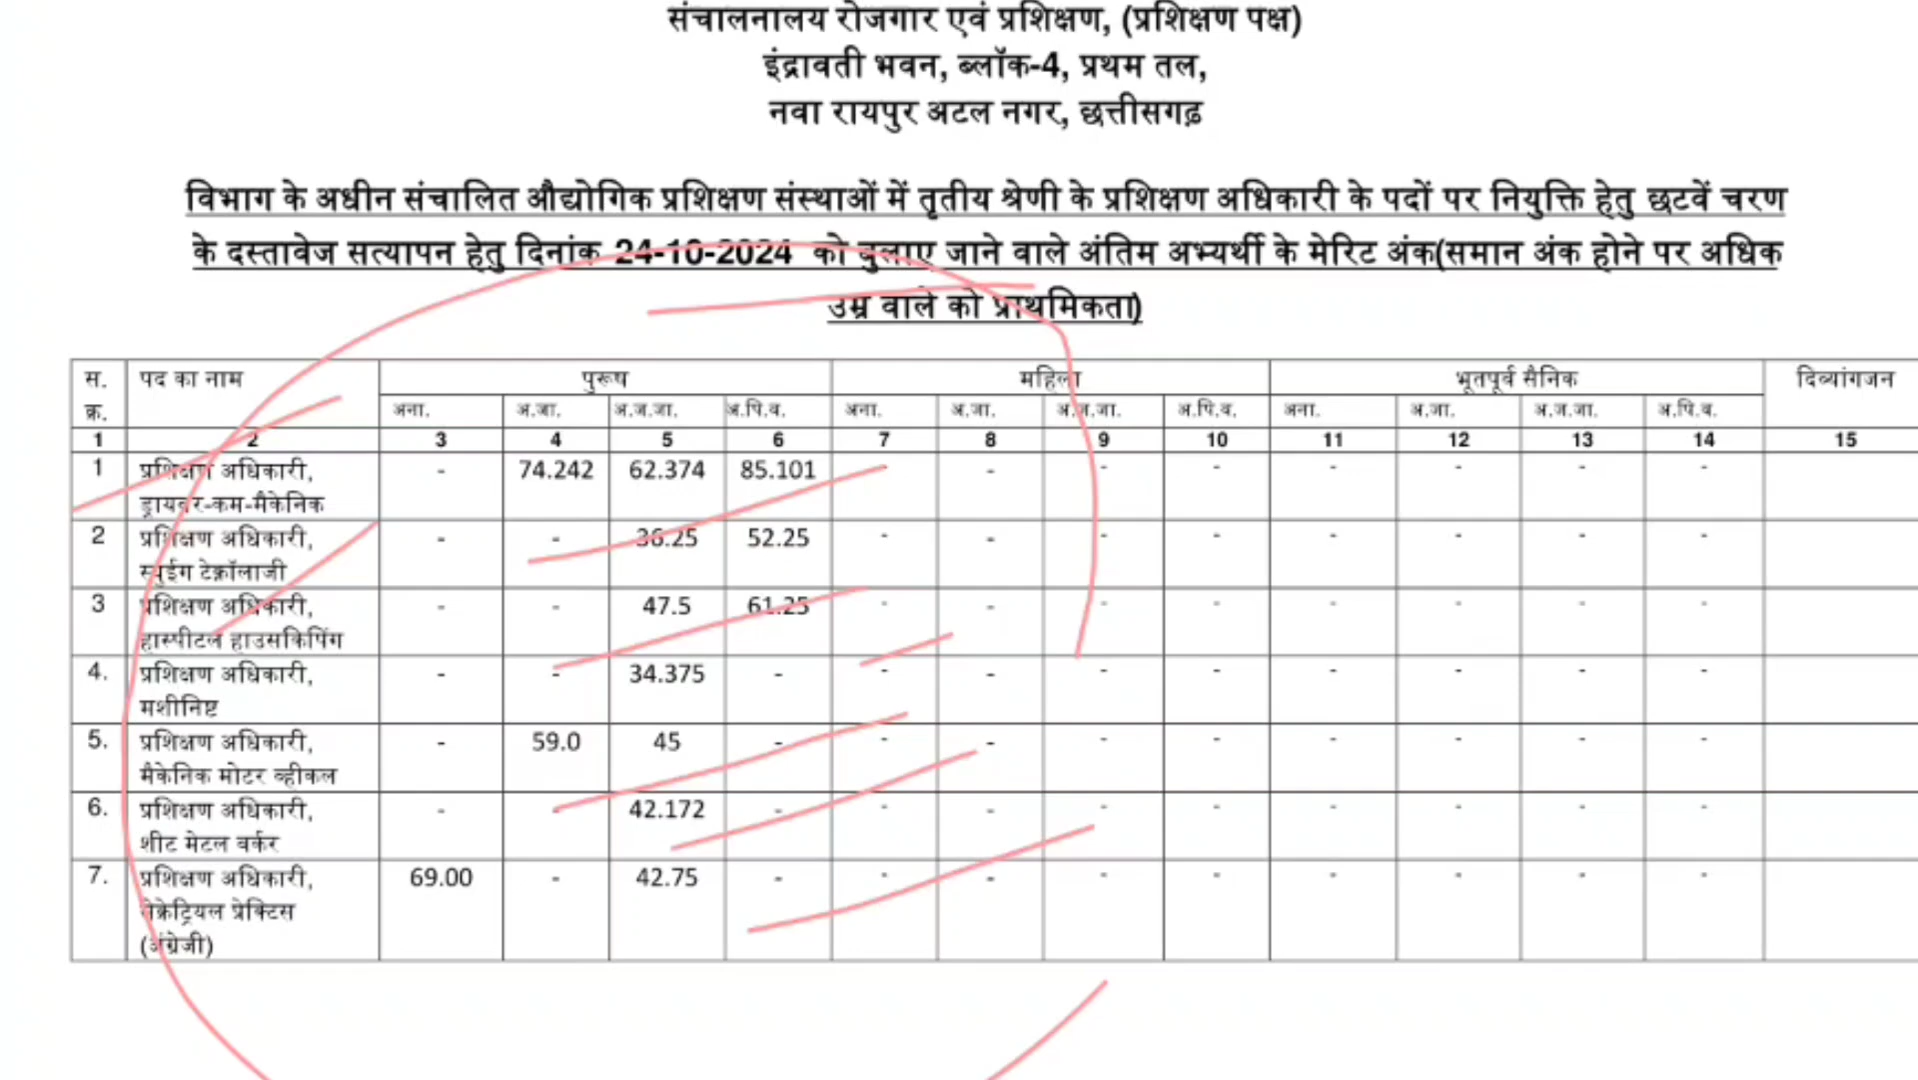 संचालनालय रोजगार एवं प्रशिक्षण, (प्रशिक्षण पक्ष)
इंद्रावती भवन, ब्लॉक-4, प्रथम तल,
नवा रायपुर अटल नगर, छत्तीसगढ़
विभाग के अधीन संचालित औद्योगिक प्रशिक्षण संस्थाओं में तृतीय श्रेणी के प्रशिक्षण अधिकारी के पदों पर नियुक्ति हेतु छटवें चरण
के दस्तावेज सत्यापन हेतु दिनांक 24-10-2024 को बुलाए जाने वाले अंतिम अभ्यर्थी के मेरिट अंक(समान अंक होने पर अधिक
उम्र वाले को प्राथमिकता)
स. क्र. पद का नाम पुरूष महिला भूतपूर्व सैनिक दिव्यांगजन
अना. अ.जा. अ.ज.जा. अ.पि.व. अना. अ.जा. अ.ज.जा. अ.पि.व. अना. अ.जा. अ.ज.जा. अ.पि.व.
1 2 3 4 5 6 7 8 9 10 11 12 13 14 15
1 प्रशिक्षण अधिकारी, - 74.242 62.374 85.101 - - - - - - - -
ड्रायवर-कम-मैकेनिक
2 प्रशिक्षण अधिकारी, - - 36.25 52.25 - - - - - - - -
स्युईंग टेक्नॉलाजी
3 प्रशिक्षण अधिकारी, - - 47.5 61.25 - - - - - - - -
हास्पीटल हाउसकिपिंग
4. प्रशिक्षण अधिकारी, - - 34.375 - - - - - - - - -
मशीनिष्ट
5. प्रशिक्षण अधिकारी, - 59.0 45 - - - - - - - - -
मैकेनिक मोटर व्हीकल
6. प्रशिक्षण अधिकारी, - - 42.172 - - - - - - - - -
शीट मेटल वर्कर
7. प्रशिक्षण अधिकारी, 69.00 - 42.75 - - - - - - - - -
सेक्रेट्रियल प्रेक्टिस
(अंग्रेजी)